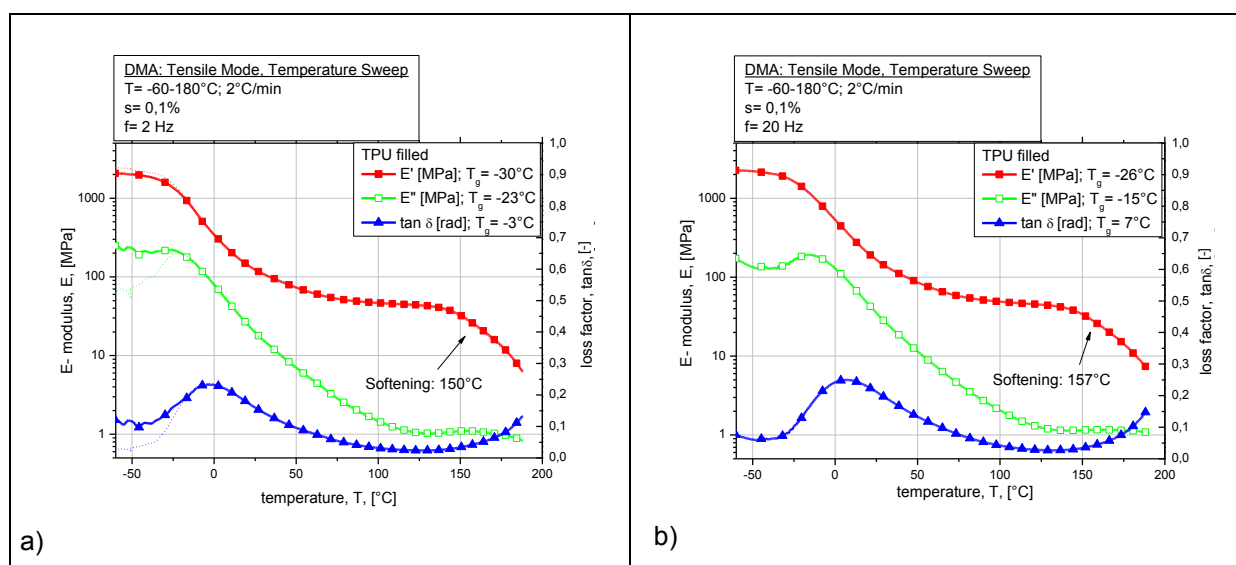 DMA: Tensile Mode, Temperature Sweep
T= -60-180°C; 2°C/min
s= 0,1%
f= 2 Hz
TPU filled
E' [MPa]; Tg= -30°C
E" [MPa]; Tg= -23°C
tan δ [rad]; Tg= -3°C
1000
100
10
1
E- modulus, E, [MPa]
1,0
0,9
0,8
0,7
0,6
0,5
0,4
0,3
0,2
0,1
0,0
loss factor, tanδ, [-]
Softening: 150°C
-50 0 50 100 150 200
temperature, T, [°C]
a)
DMA: Tensile Mode, Temperature Sweep
T= -60-180°C; 2°C/min
s= 0,1%
f= 20 Hz
TPU filled
E' [MPa]; Tg= -26°C
E" [MPa]; Tg= -15°C
tan δ [rad]; Tg= 7°C
1000
100
10
1
E- modulus, E, [MPa]
1,0
0,9
0,8
0,7
0,6
0,5
0,4
0,3
0,2
0,1
0,0
loss factor, tanδ, [-]
Softening: 157°C
-50 0 50 100 150 200
temperature, T, [°C]
b)